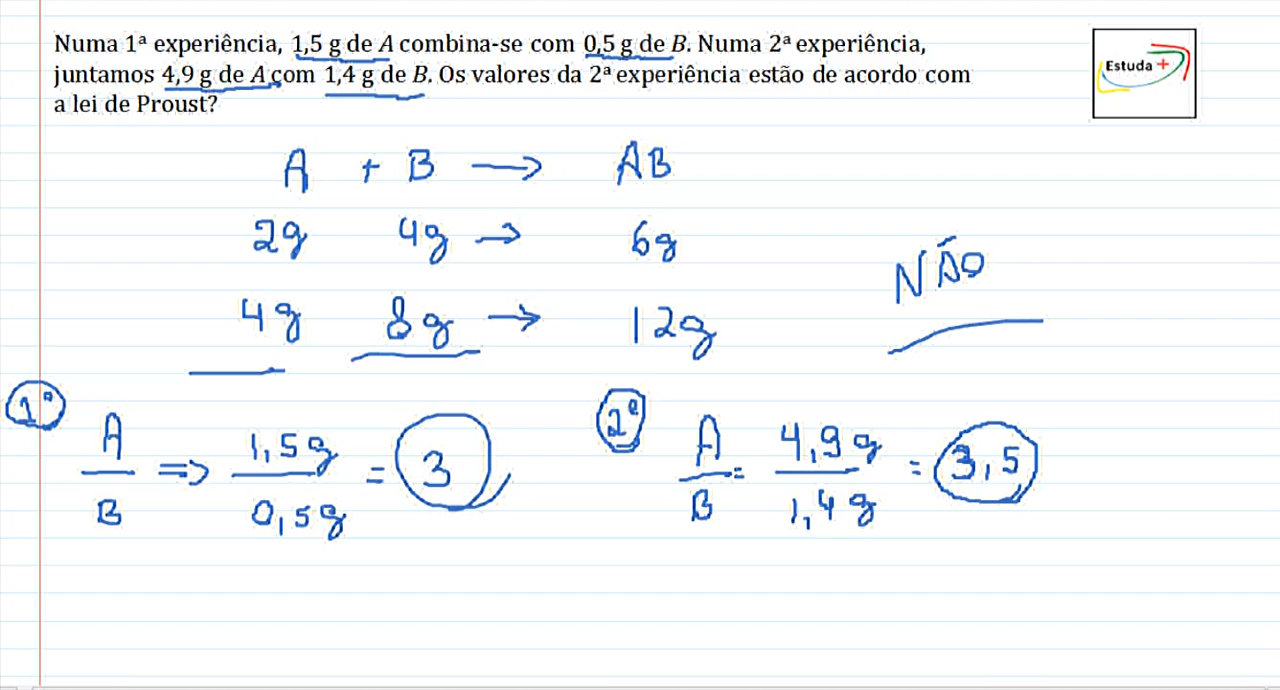 Numa 1ª experiência, 1,5 g de A combina-se com 0,5 g de B. Numa 2ª experiência,
juntamos 4,9 g de A com 1,4 g de B. Os valores da 2ª experiência estão de acordo com
a lei de Proust?
Estuda +
A + B → AB
2g 4g → 6g
4g 8g → 12g
NÃO
1ª
A/B => 1,5g/0,5g = 3
2ª
A/B = 4,9g/1,4g = 3,5